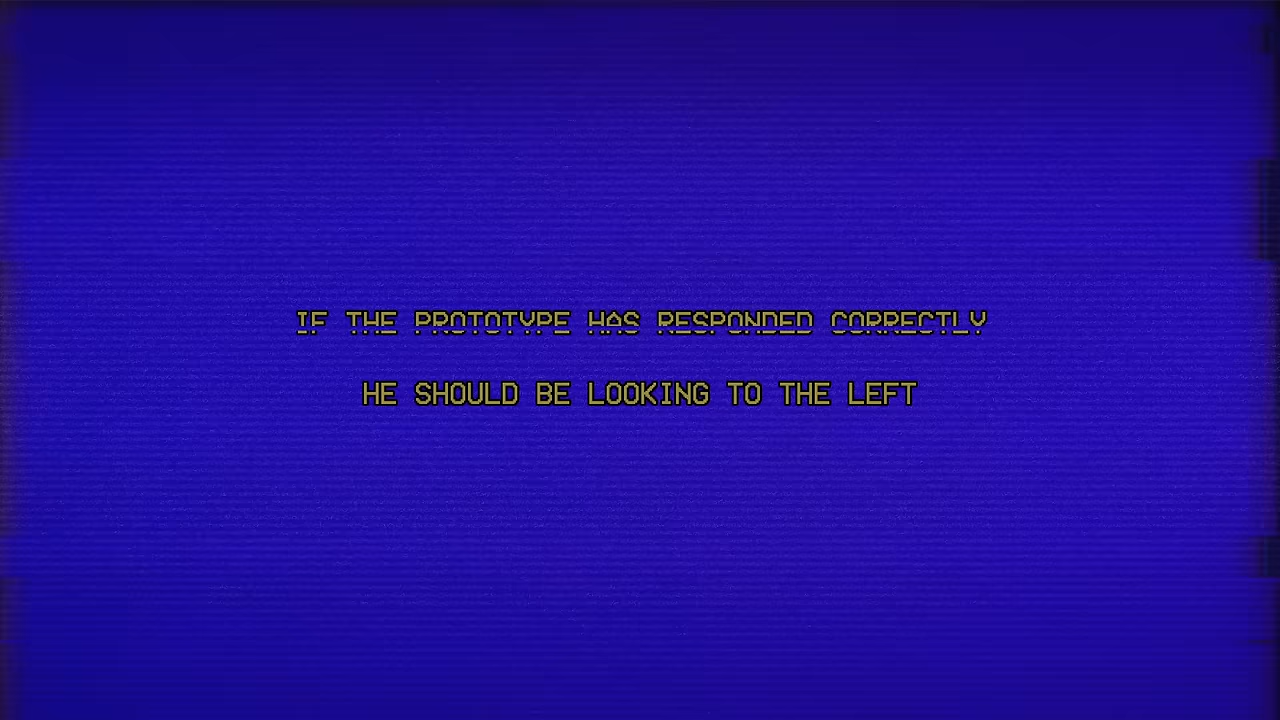 IF THE PROTOTYPE HAS RESPONDED CORRECTLY
HE SHOULD BE LOOKING TO THE LEFT